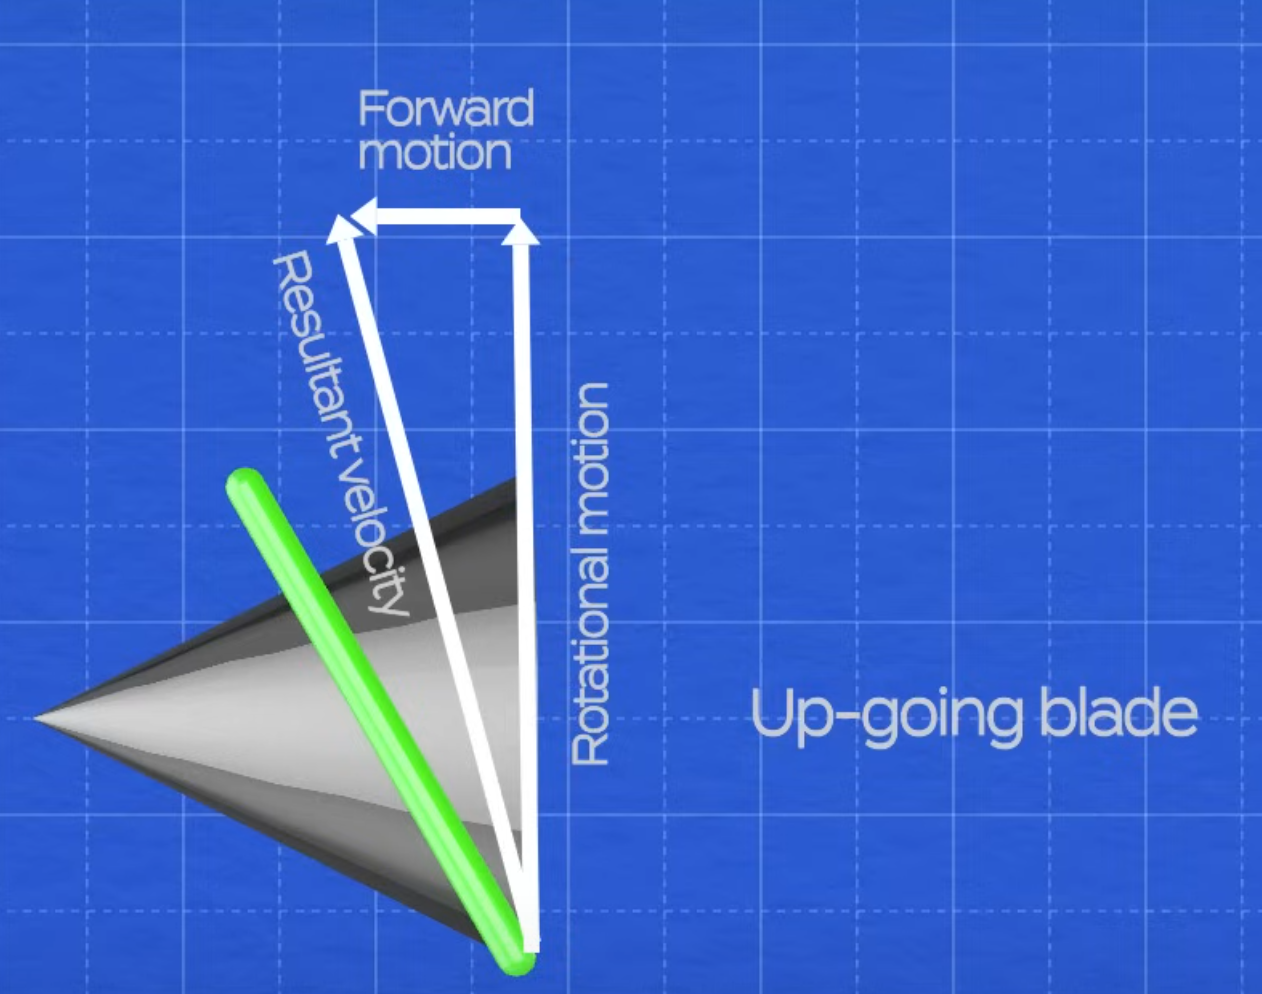 Forward
motion
Resultant velocity
Rotational motion
Up-going blade